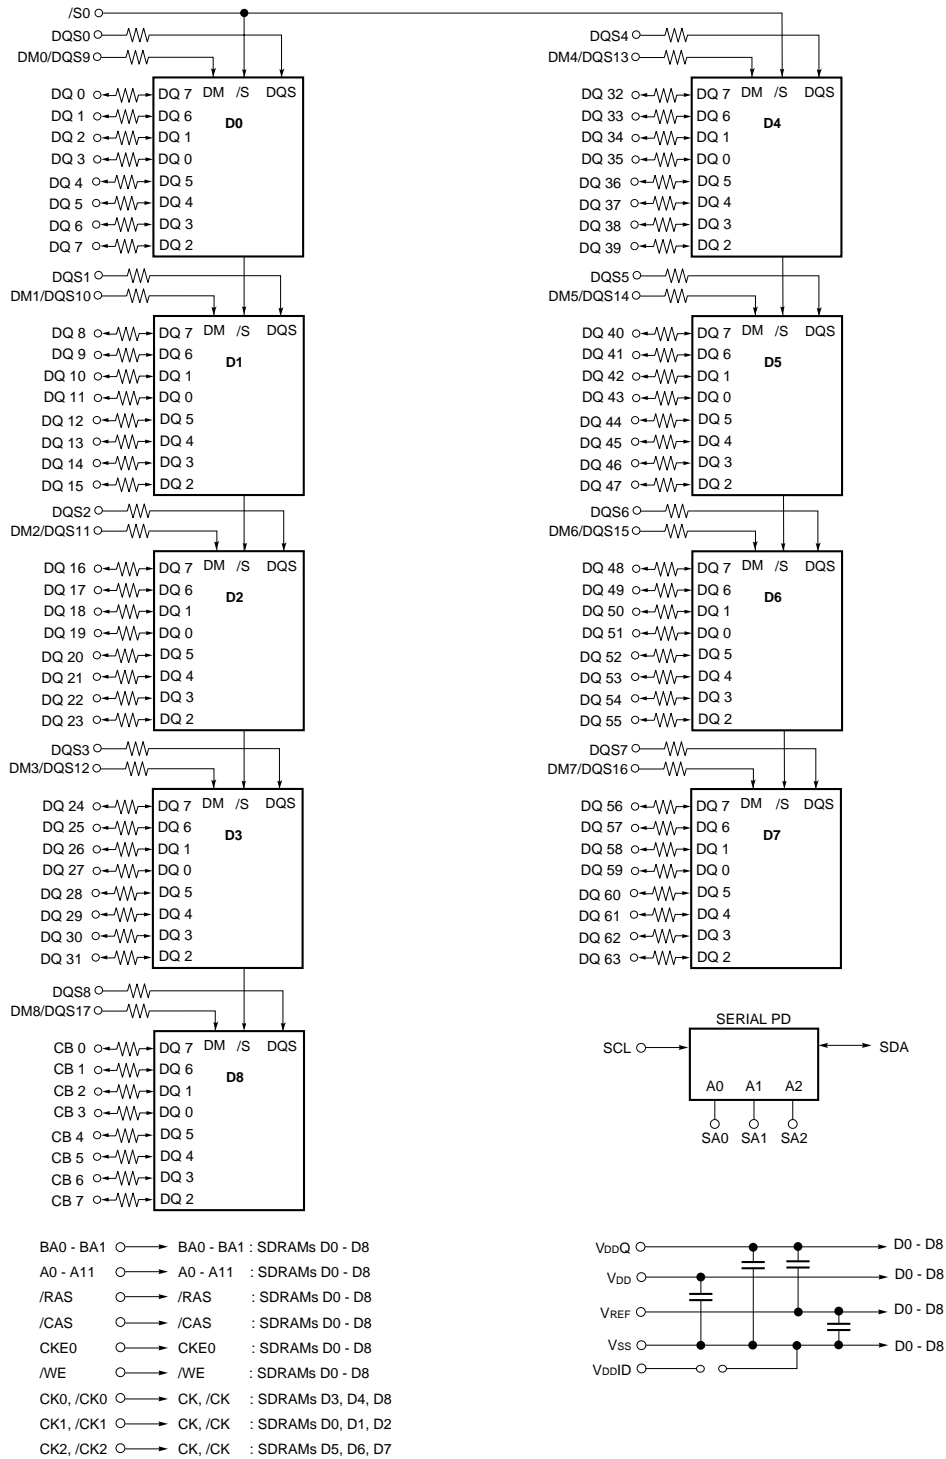 /S0
DQS0
DM0/DQS9
DM /S DQS
D0
DQ 0 DQ 7
DQ 1 DQ 6
DQ 2 DQ 1
DQ 3 DQ 0
DQ 4 DQ 5
DQ 5 DQ 4
DQ 6 DQ 3
DQ 7 DQ 2
DQS1
DM1/DQS10
DM /S DQS
D1
DQ 8 DQ 7
DQ 9 DQ 6
DQ 10 DQ 1
DQ 11 DQ 0
DQ 12 DQ 5
DQ 13 DQ 4
DQ 14 DQ 3
DQ 15 DQ 2
DQS2
DM2/DQS11
DM /S DQS
D2
DQ 16 DQ 7
DQ 17 DQ 6
DQ 18 DQ 1
DQ 19 DQ 0
DQ 20 DQ 5
DQ 21 DQ 4
DQ 22 DQ 3
DQ 23 DQ 2
DQS3
DM3/DQS12
DM /S DQS
D3
DQ 24 DQ 7
DQ 25 DQ 6
DQ 26 DQ 1
DQ 27 DQ 0
DQ 28 DQ 5
DQ 29 DQ 4
DQ 30 DQ 3
DQ 31 DQ 2
DQS8
DM8/DQS17
DM /S DQS
D8
CB 0 DQ 7
CB 1 DQ 6
CB 2 DQ 1
CB 3 DQ 0
CB 4 DQ 5
CB 5 DQ 4
CB 6 DQ 3
CB 7 DQ 2
DQS4
DM4/DQS13
DM /S DQS
D4
DQ 32 DQ 7
DQ 33 DQ 6
DQ 34 DQ 1
DQ 35 DQ 0
DQ 36 DQ 5
DQ 37 DQ 4
DQ 38 DQ 3
DQ 39 DQ 2
DQS5
DM5/DQS14
DM /S DQS
D5
DQ 40 DQ 7
DQ 41 DQ 6
DQ 42 DQ 1
DQ 43 DQ 0
DQ 44 DQ 5
DQ 45 DQ 4
DQ 46 DQ 3
DQ 47 DQ 2
DQS6
DM6/DQS15
DM /S DQS
D6
DQ 48 DQ 7
DQ 49 DQ 6
DQ 50 DQ 1
DQ 51 DQ 0
DQ 52 DQ 5
DQ 53 DQ 4
DQ 54 DQ 3
DQ 55 DQ 2
DQS7
DM7/DQS16
DM /S DQS
D7
DQ 56 DQ 7
DQ 57 DQ 6
DQ 58 DQ 1
DQ 59 DQ 0
DQ 60 DQ 5
DQ 61 DQ 4
DQ 62 DQ 3
DQ 63 DQ 2
SERIAL PD
SCL SDA
A0 A1 A2
SA0 SA1 SA2
BA0 - BA1 BA0 - BA1 : SDRAMs D0 - D8
A0 - A11 A0 - A11 : SDRAMs D0 - D8
/RAS /RAS : SDRAMs D0 - D8
/CAS /CAS : SDRAMs D0 - D8
CKE0 CKE0 : SDRAMs D0 - D8
/WE /WE : SDRAMs D0 - D8
CK0, /CK0 CK, /CK : SDRAMs D3, D4, D8
CK1, /CK1 CK, /CK : SDRAMs D0, D1, D2
CK2, /CK2 CK, /CK : SDRAMs D5, D6, D7
VDDQ D0 - D8
VDD D0 - D8
VREF D0 - D8
VSS D0 - D8
VDDID